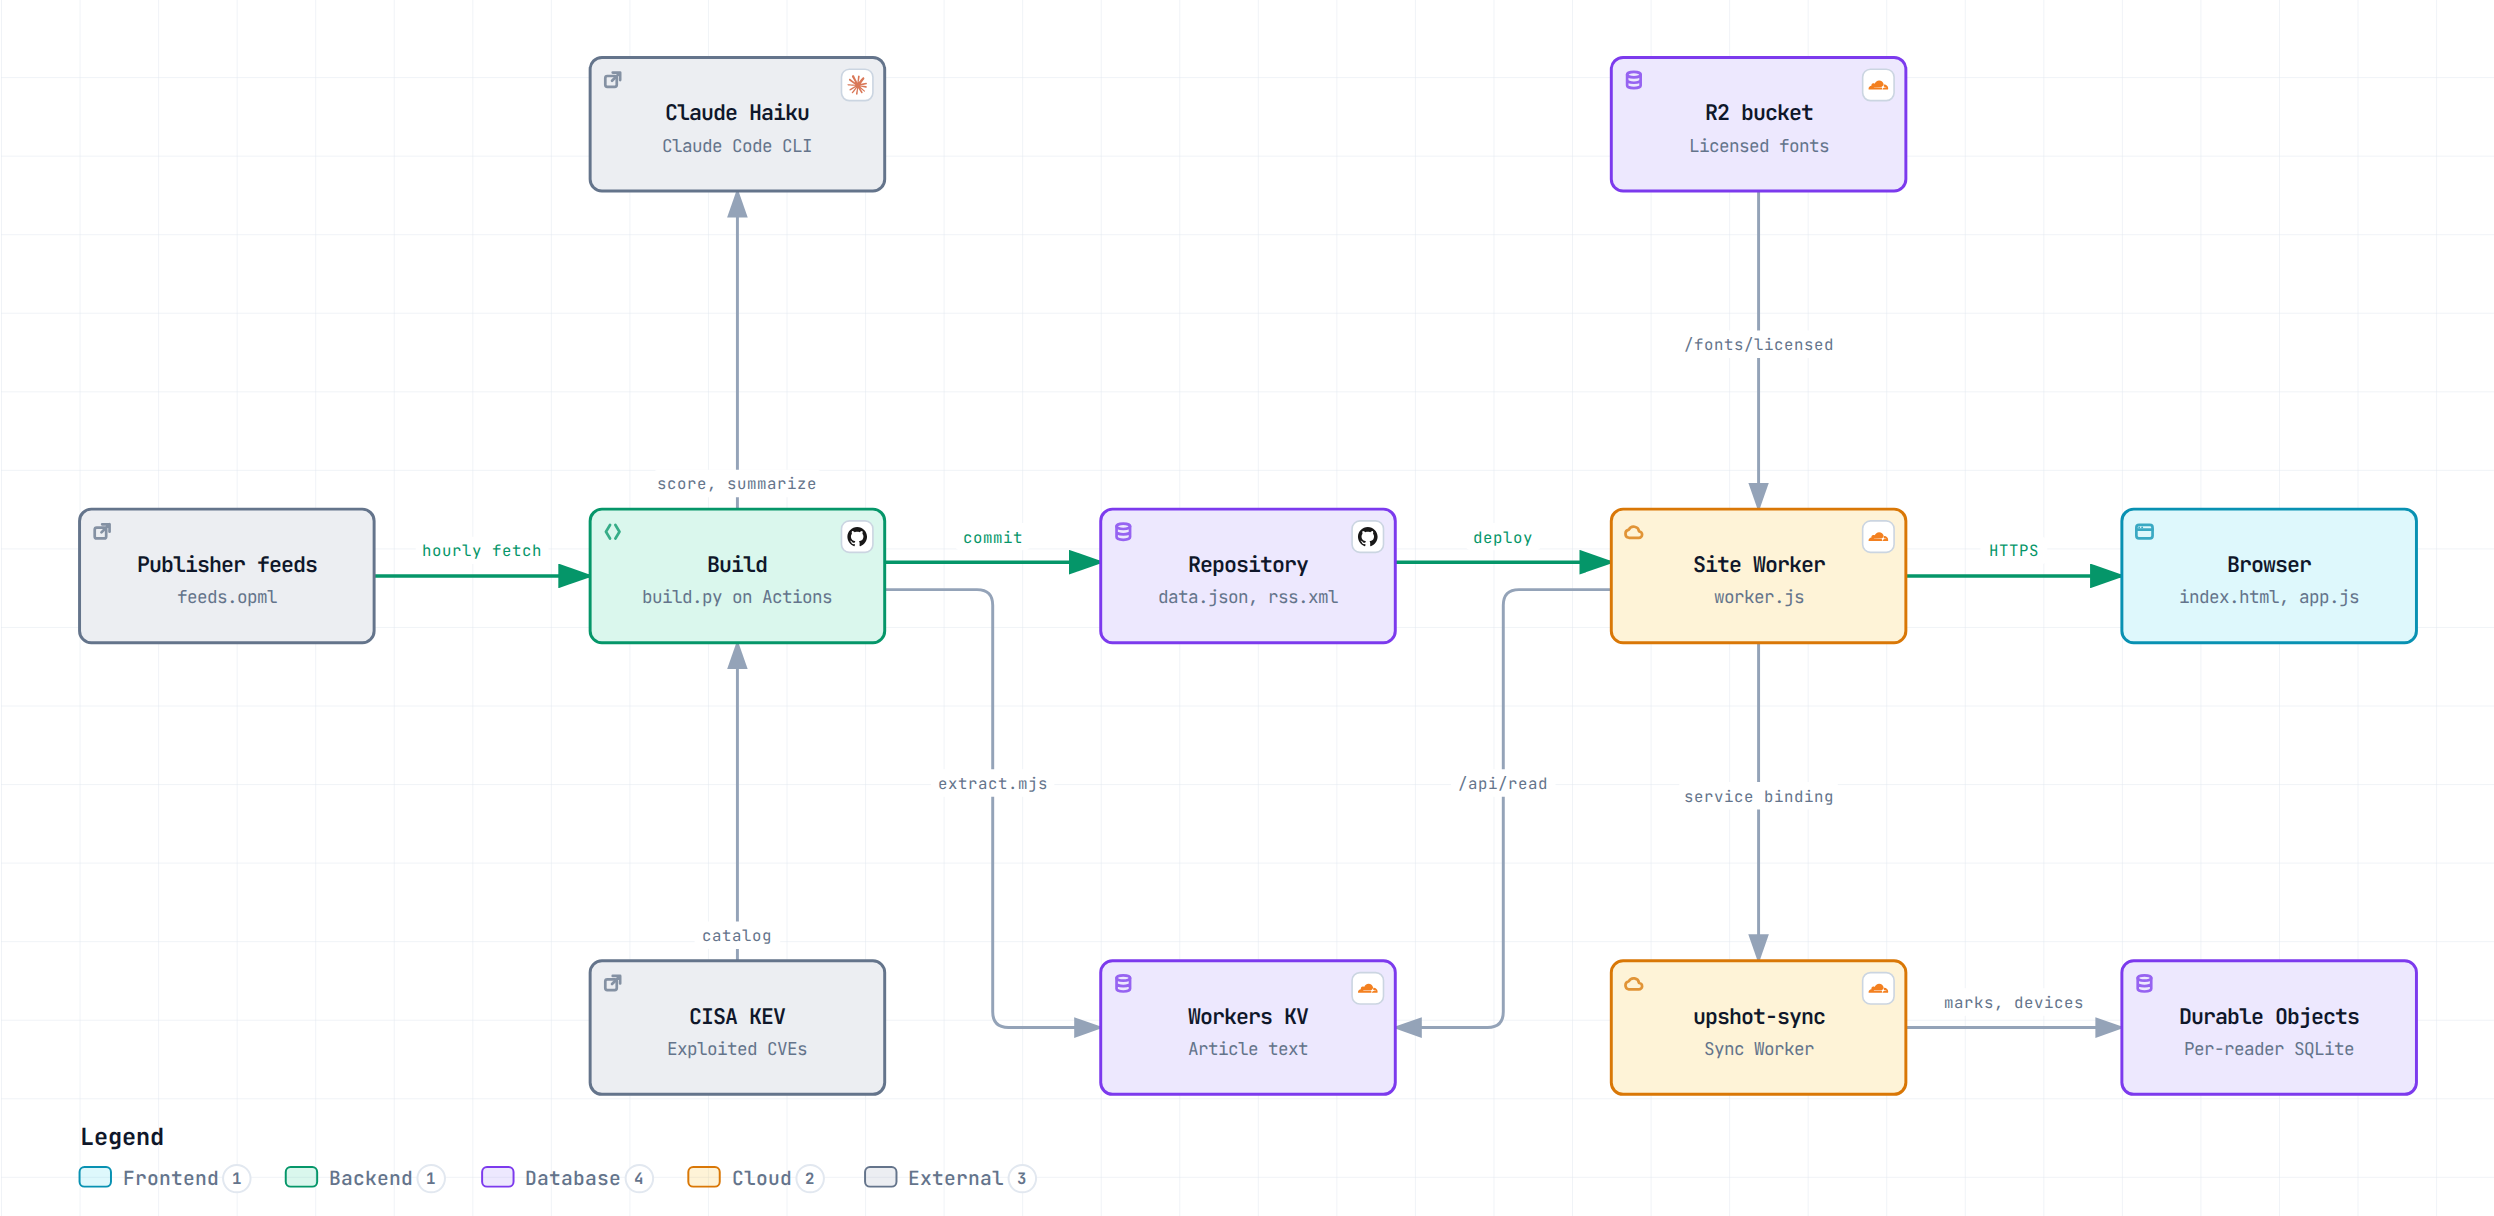 Claude Haiku
Claude Code CLI
R2 bucket
Licensed fonts
/fonts/licensed
score, summarize
Publisher feeds
feeds.opml
hourly fetch
Build
build.py on Actions
commit
Repository
data.json, rss.xml
deploy
Site Worker
worker.js
HTTPS
Browser
index.html, app.js
extract.mjs
/api/read
service binding
catalog
CISA KEV
Exploited CVEs
Workers KV
Article text
upshot-sync
Sync Worker
marks, devices
Durable Objects
Per-reader SQLite
Legend
Frontend 1 Backend 1 Database 4 Cloud 2 External 3